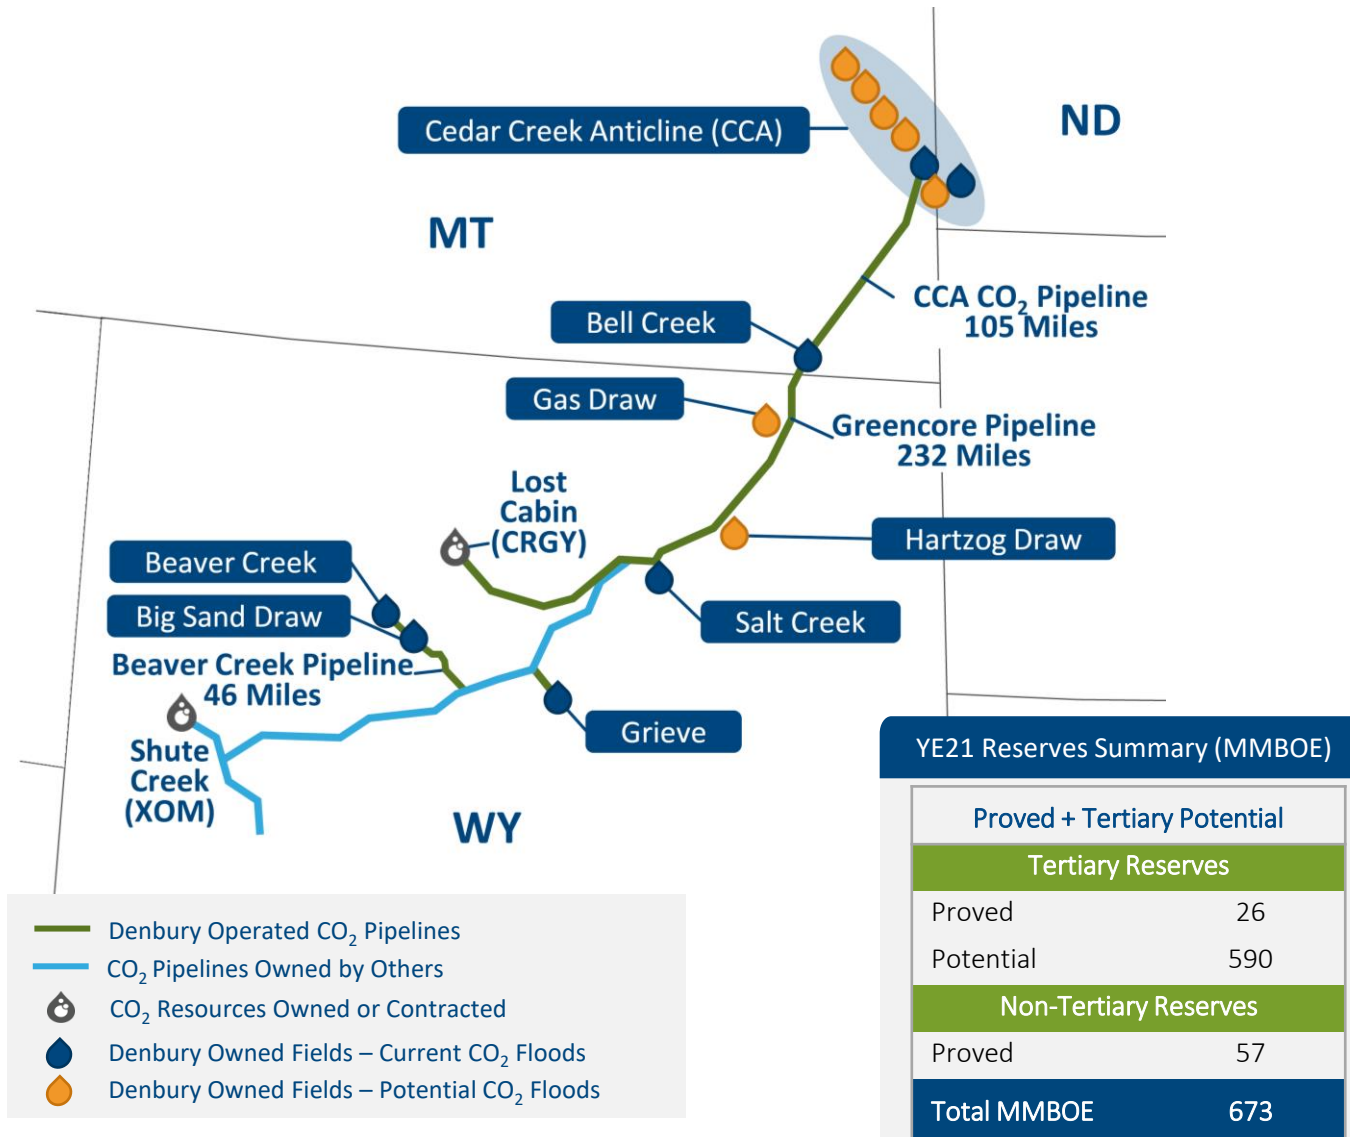 ND
Cedar Creek Anticline (CCA)
MT
CCA CO₂ Pipeline
105 Miles
Bell Creek
Gas Draw
Greencore Pipeline
232 Miles
Lost
Cabin
(CRGY)
Hartzog Draw
Beaver Creek
Big Sand Draw
Salt Creek
Beaver Creek Pipeline
46 Miles
Grieve
Shute
Creek
(XOM)
WY
YE21 Reserves Summary (MMBOE)
Proved + Tertiary Potential
Tertiary Reserves
Proved 26
Potential 590
Non-Tertiary Reserves
Proved 57
Total MMBOE 673
Denbury Operated CO₂ Pipelines
CO₂ Pipelines Owned by Others
CO₂ Resources Owned or Contracted
Denbury Owned Fields – Current CO₂ Floods
Denbury Owned Fields – Potential CO₂ Floods